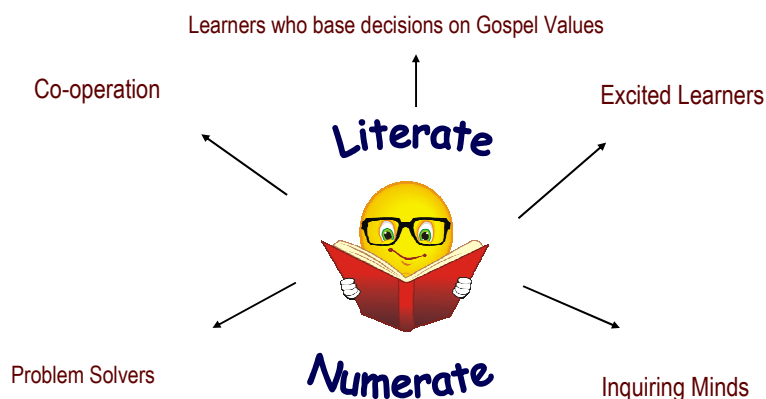 Learners who base decisions on Gospel Values
Co-operation
Excited Learners
Literate
Problem Solvers
Numerate
Inquiring Minds